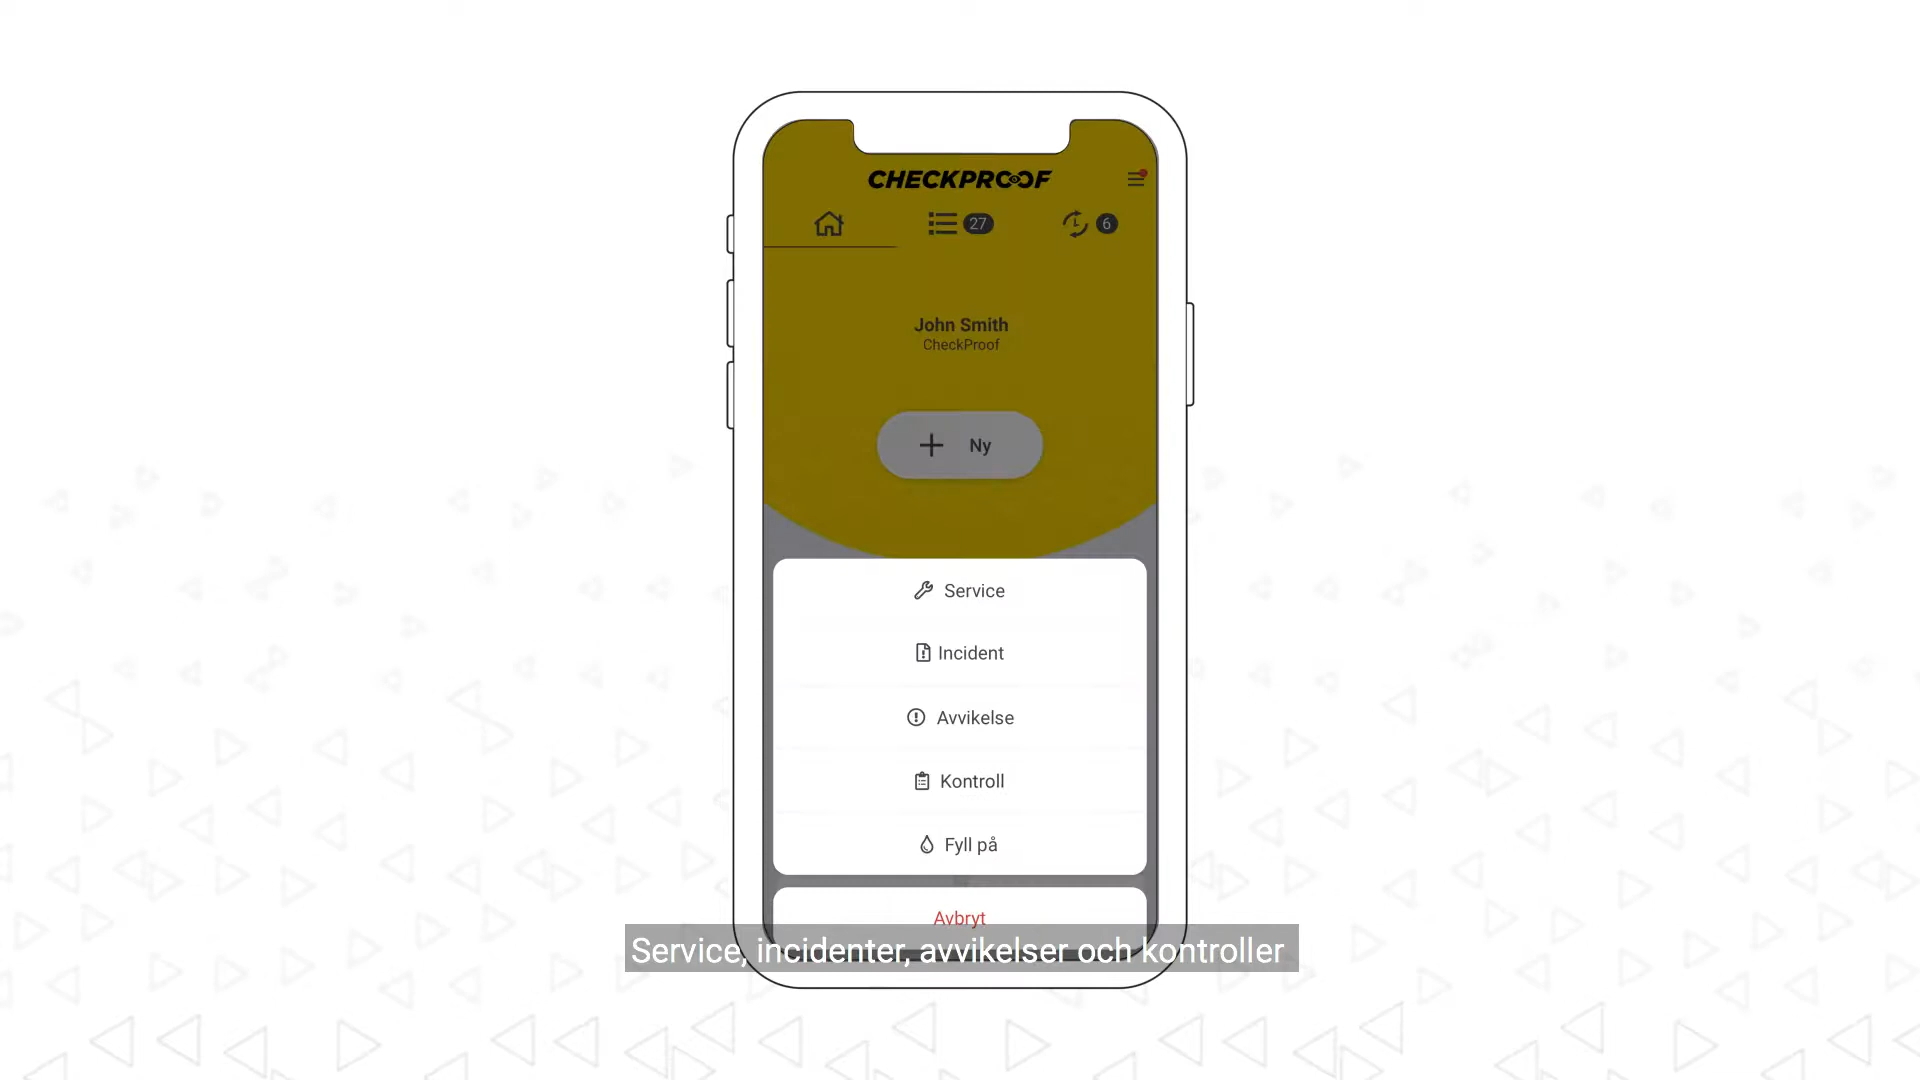 CHECKPROOF
27
6
John Smith
CheckProof
+ Ny
Service
Incident
Avvikelse
Kontroll
Fyll på
Avbryt
Service, incidenter, avvikelser och kontroller